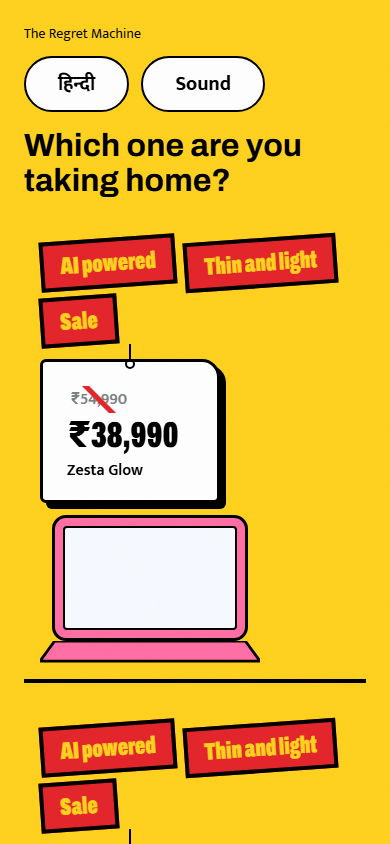 The Regret Machine
हिन्दी
Sound
Which one are you
taking home?
AI powered
Thin and light
Sale
₹54,990
₹38,990
Zesta Glow
AI powered
Thin and light
Sale